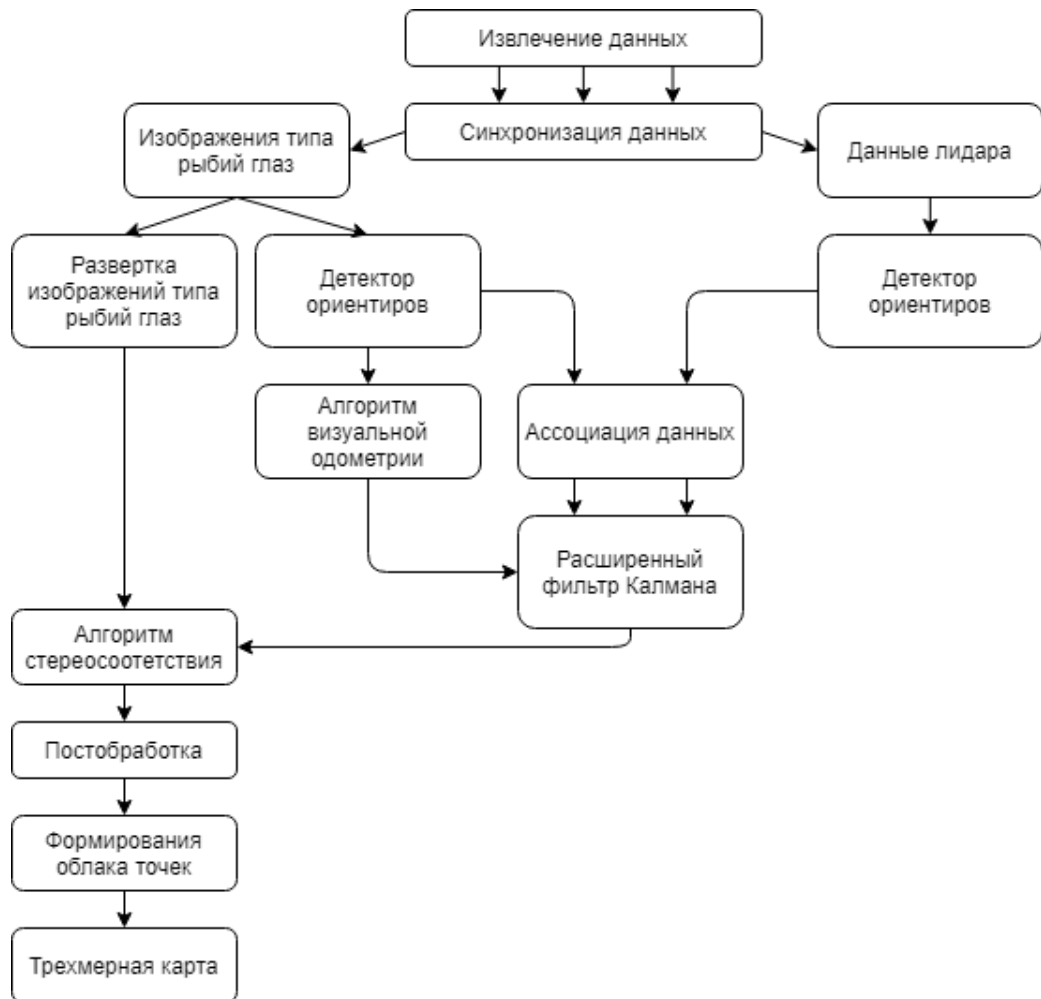 Извлечение данных
Синхронизация данных
Изображения типа
рыбий глаз
Данные лидара
Развертка
изображений типа
рыбий глаз
Детектор
ориентиров
Детектор
ориентиров
Алгоритм
визуальной
одометрии
Ассоциация данных
Расширенный
фильтр Калмана
Алгоритм
стереосоотетствия
Постобработка
Формирования
облака точек
Трехмерная карта